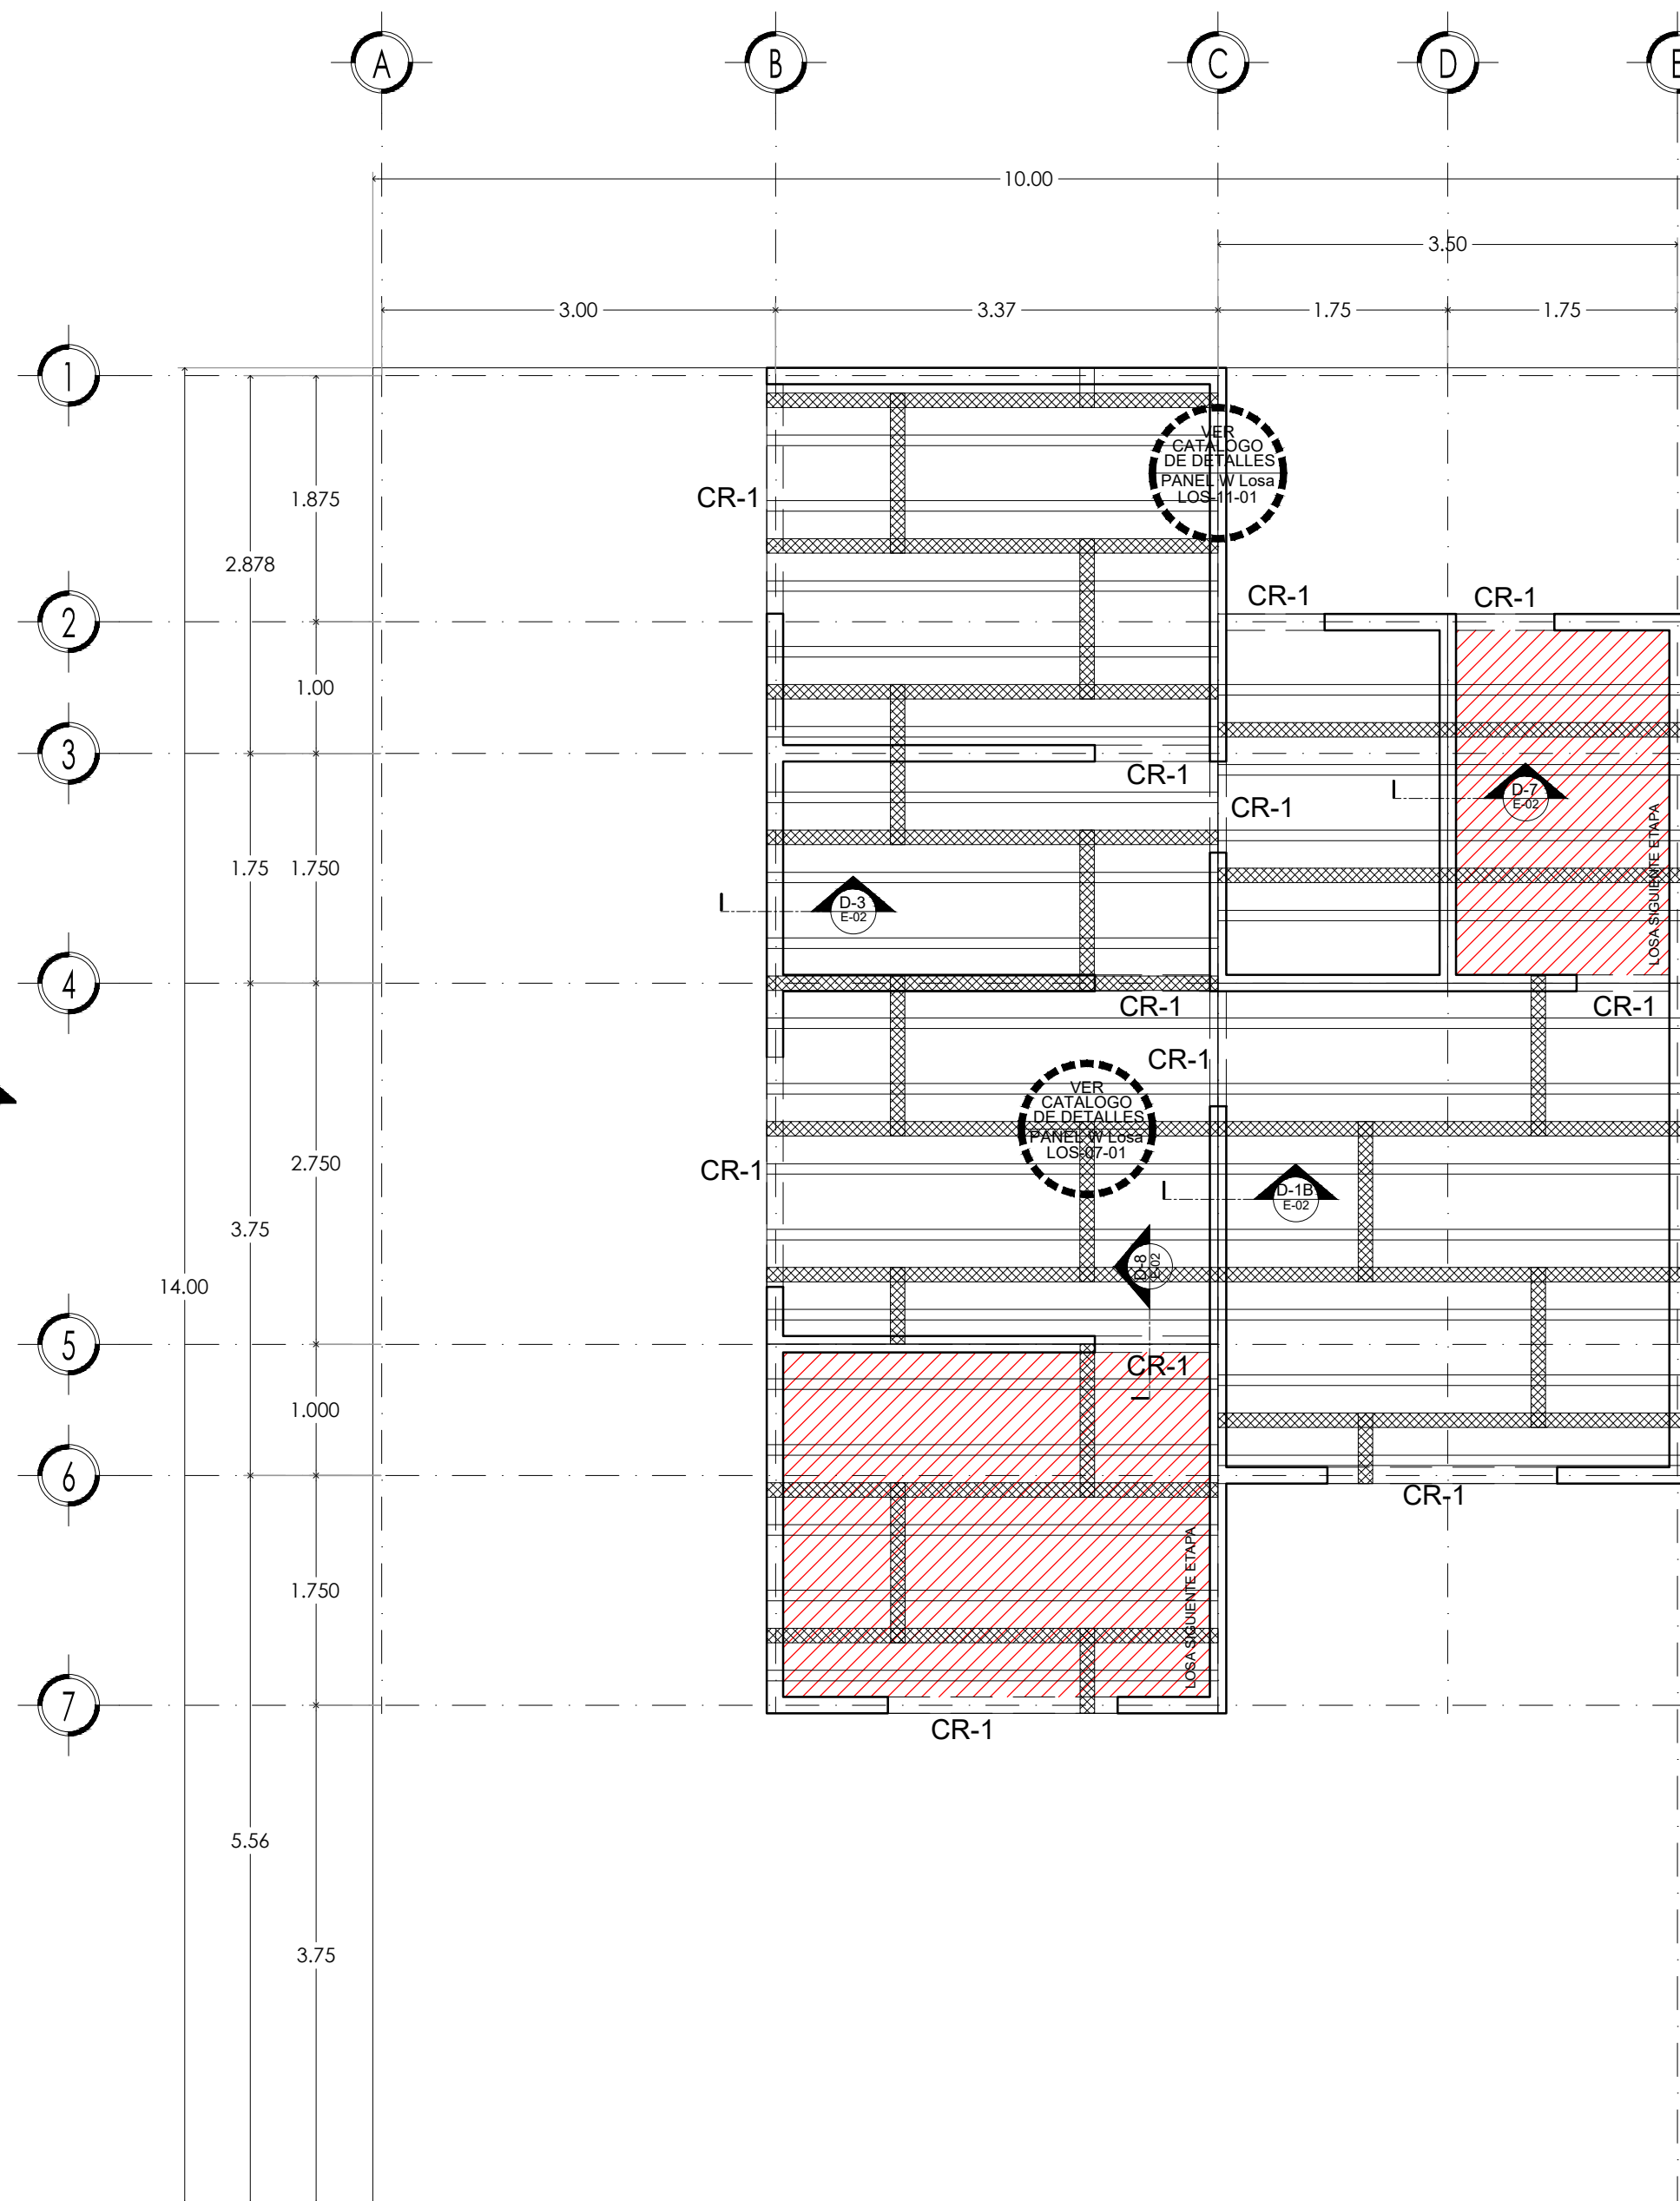 A
B
C
D
E
10.00
3.50
3.00
3.37
1.75
1.75
1
VER
CATALOGO
DE DETALLES
PANEL W Losa
LOS-11-01
CR-1
1.875
2.878
CR-1
CR-1
2
1.00
3
CR-1
D-7
E-02
CR-1
LOSA SIGUIENTE ETAPA
1.75
1.750
D-3
E-02
4
CR-1
CR-1
CR-1
VER
CATALOGO
DE DETALLES
PANEL W Losa
LOS-07-01
2.750
CR-1
D-1B
E-02
3.75
D-8
E-02
14.00
5
CR-1
1.000
6
CR-1
1.750
LOSA SIGUIENTE ETAPA
7
CR-1
5.56
3.75